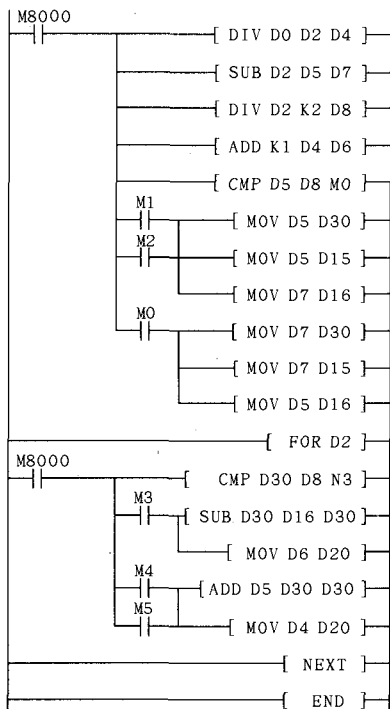 M8000
DIV D0 D2 D4
SUB D2 D5 D7
DIV D2 K2 D8
ADD K1 D4 D6
CMP D5 D8 M0
M1
MOV D5 D30
M2
MOV D5 D15
MOV D7 D16
M0
MOV D7 D30
MOV D7 D15
MOV D5 D16
FOR D2
M8000
CMP D30 D8 N3
M3
SUB D30 D16 D30
MOV D6 D20
M4
ADD D5 D30 D30
M5
MOV D4 D20
NEXT
END